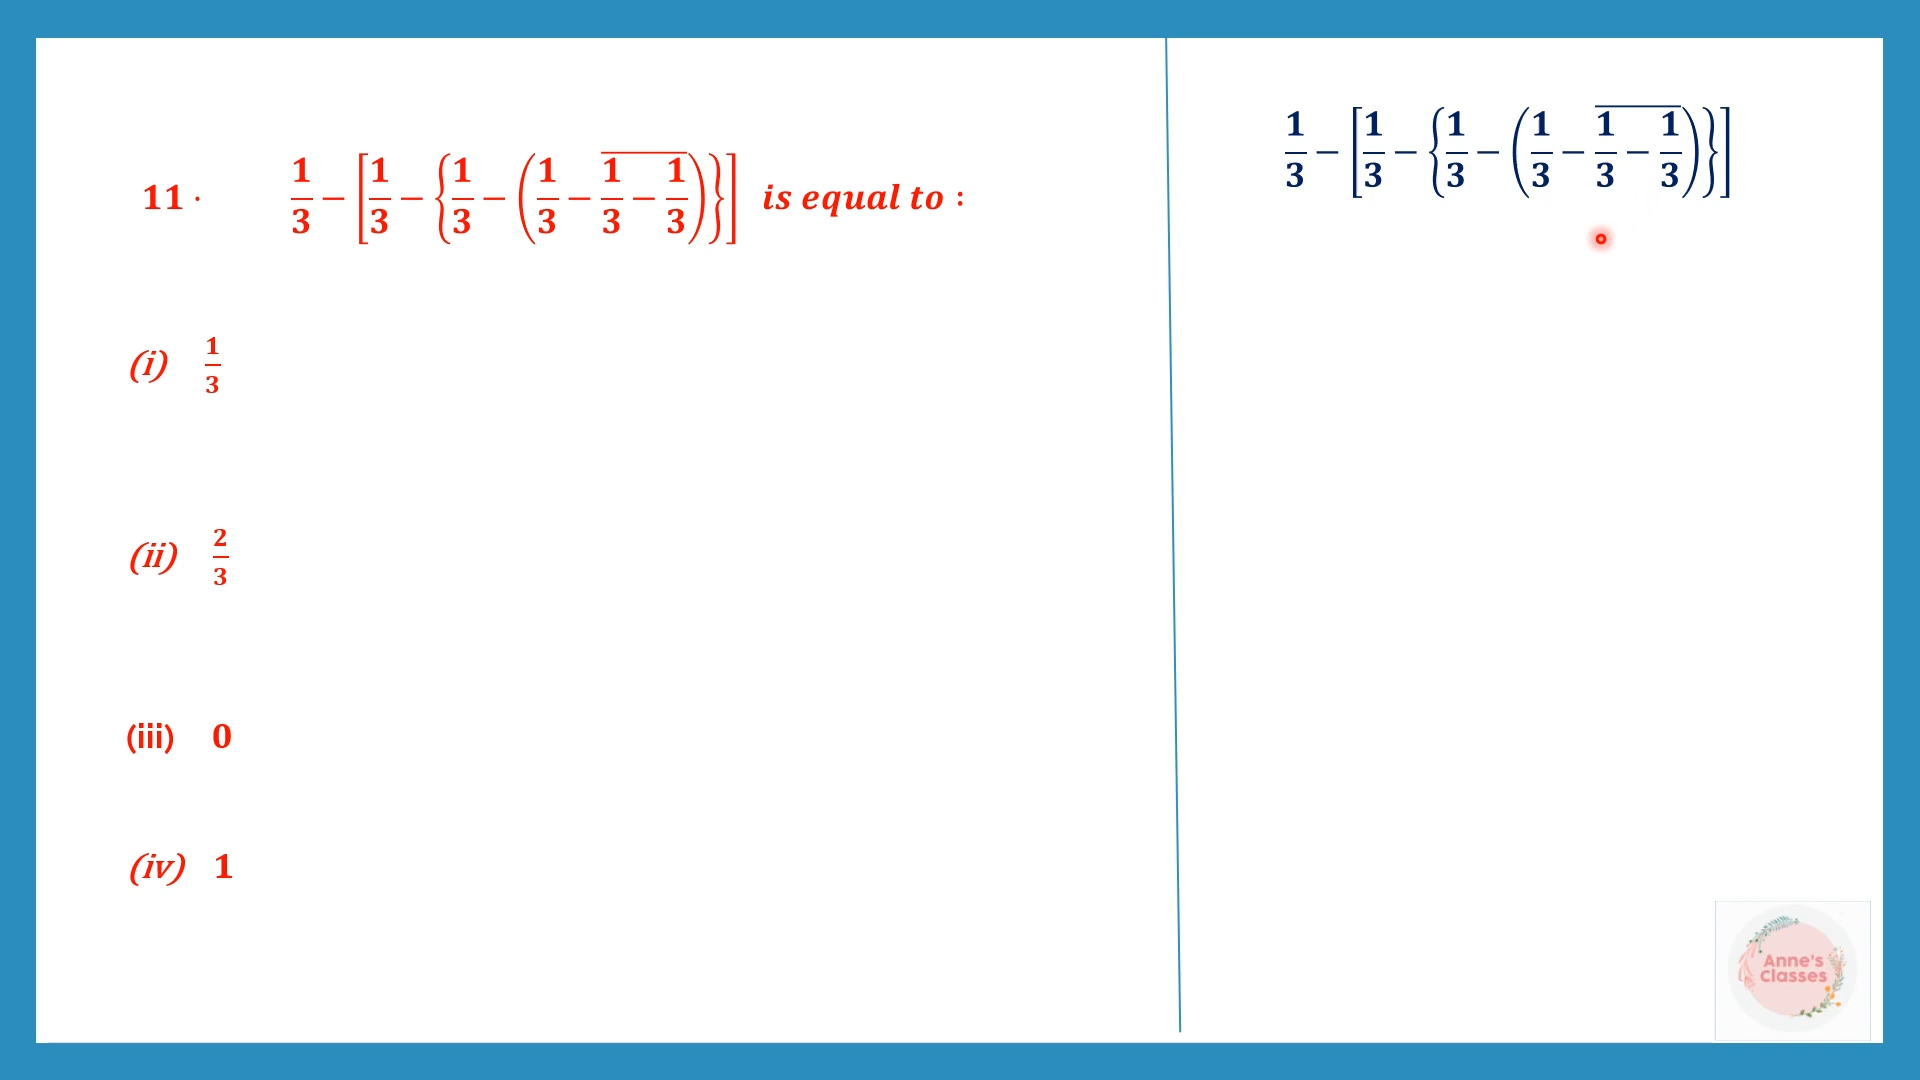 11 · 1/3 − [1/3 − {1/3 − (1/3 − \overline{1/3 − 1/3})}] is equal to :
(i) 1/3
(ii) 2/3
(iii) 0
(iv) 1
1/3 − [1/3 − {1/3 − (1/3 − \overline{1/3 − 1/3})}]
Anne's
Classes